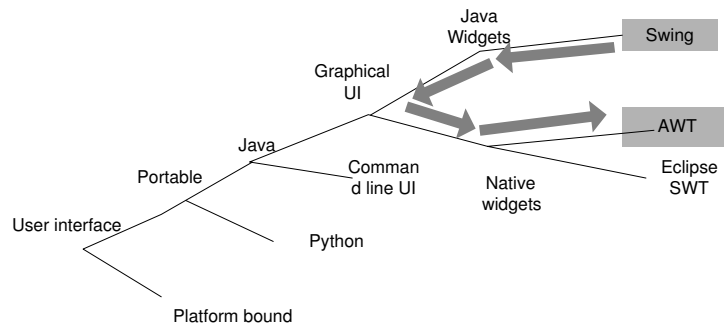 Java
Widgets
Swing
Graphical
UI
AWT
Java
Comman
d line UI
Eclipse
SWT
Portable
Native
widgets
User interface
Python
Platform bound